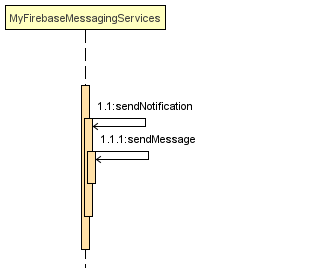 MyFirebaseMessagingServices
1.1:sendNotification
1.1.1:sendMessage